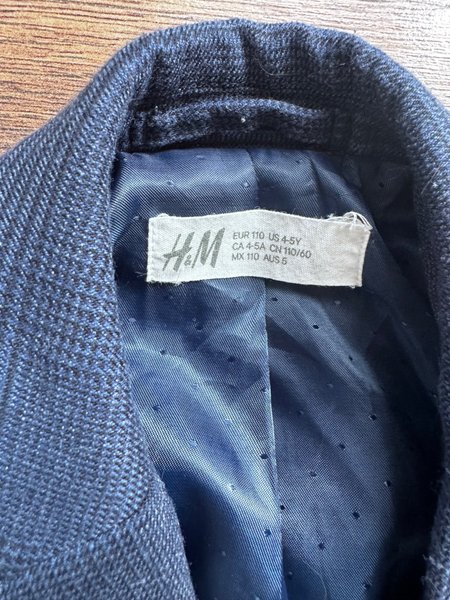 H&M
EUR 110 US 4-5Y
CA 4-5A CN 110/60
MX 110 AUS 5